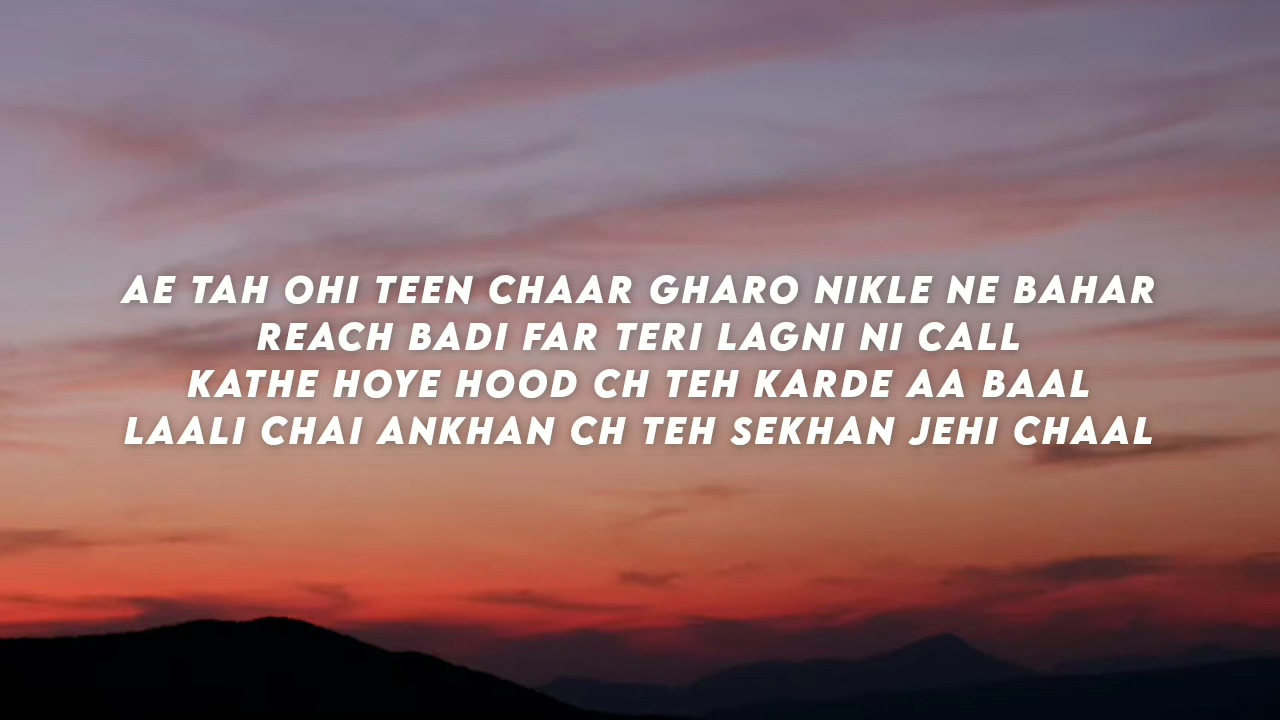 AE TAH OHI TEEN CHAAR GHARO NIKLE NE BAHAR
REACH BADI FAR TERI LAGNI NI CALL
KATHE HOYE HOOD CH TEH KARDE AA BAAL
LAALI CHAI ANKHAN CH TEH SEKHAN JEHI CHAAL